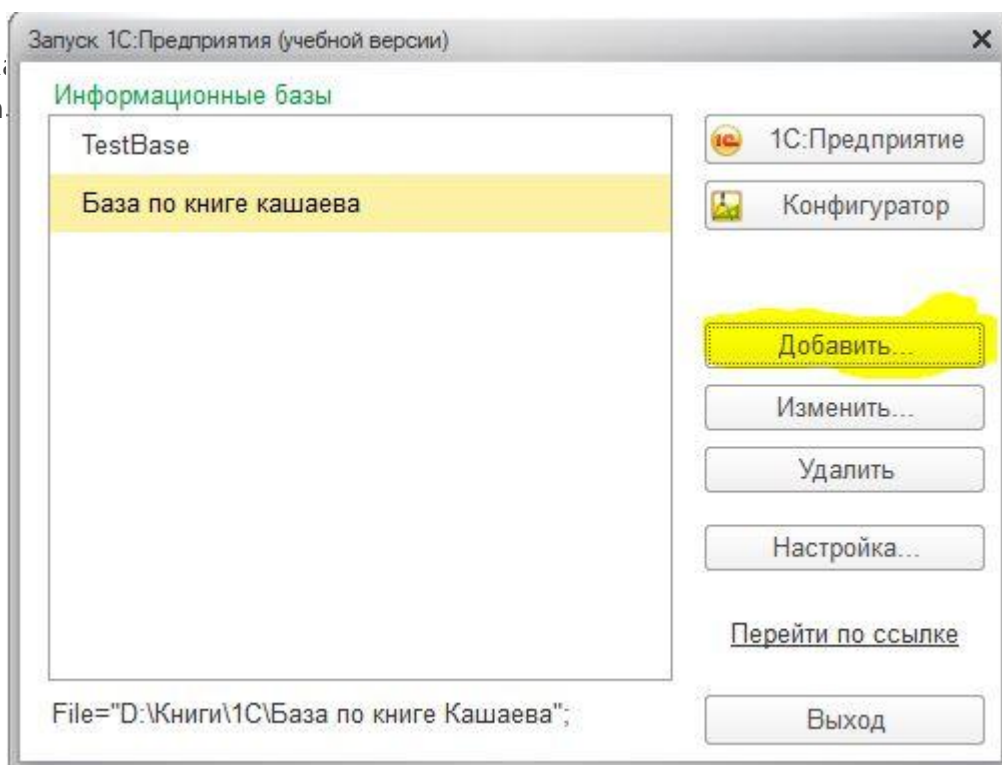 Запуск 1С:Предприятия (учебной версии)
Информационные базы
TestBase
База по книге кашаева
1С:Предприятие
Конфигуратор
Добавить...
Изменить...
Удалить
Настройка...
Перейти по ссылке
File="D:\Книги\1С\База по книге Кашаева";
Выход